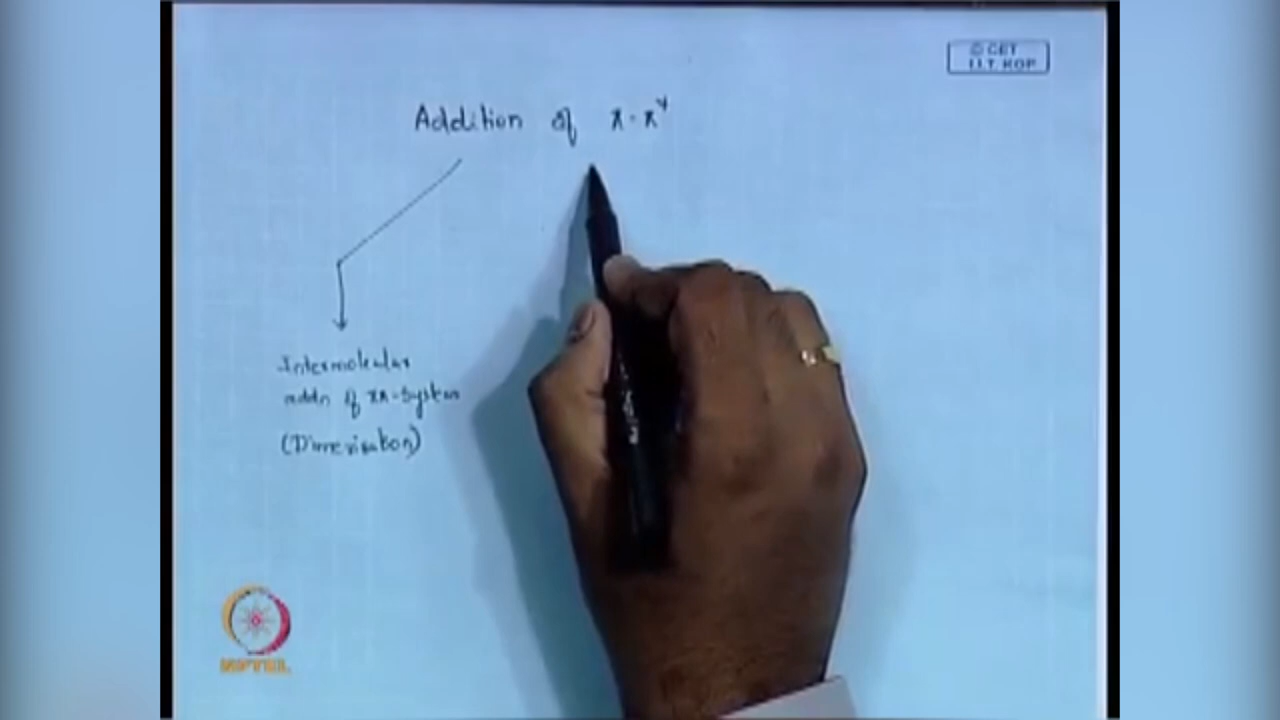 © CET
I.I.T. KGP
Addition of π-π*
Intermolecular
addn of ππ-System
(Dimerisation)
NPTEL